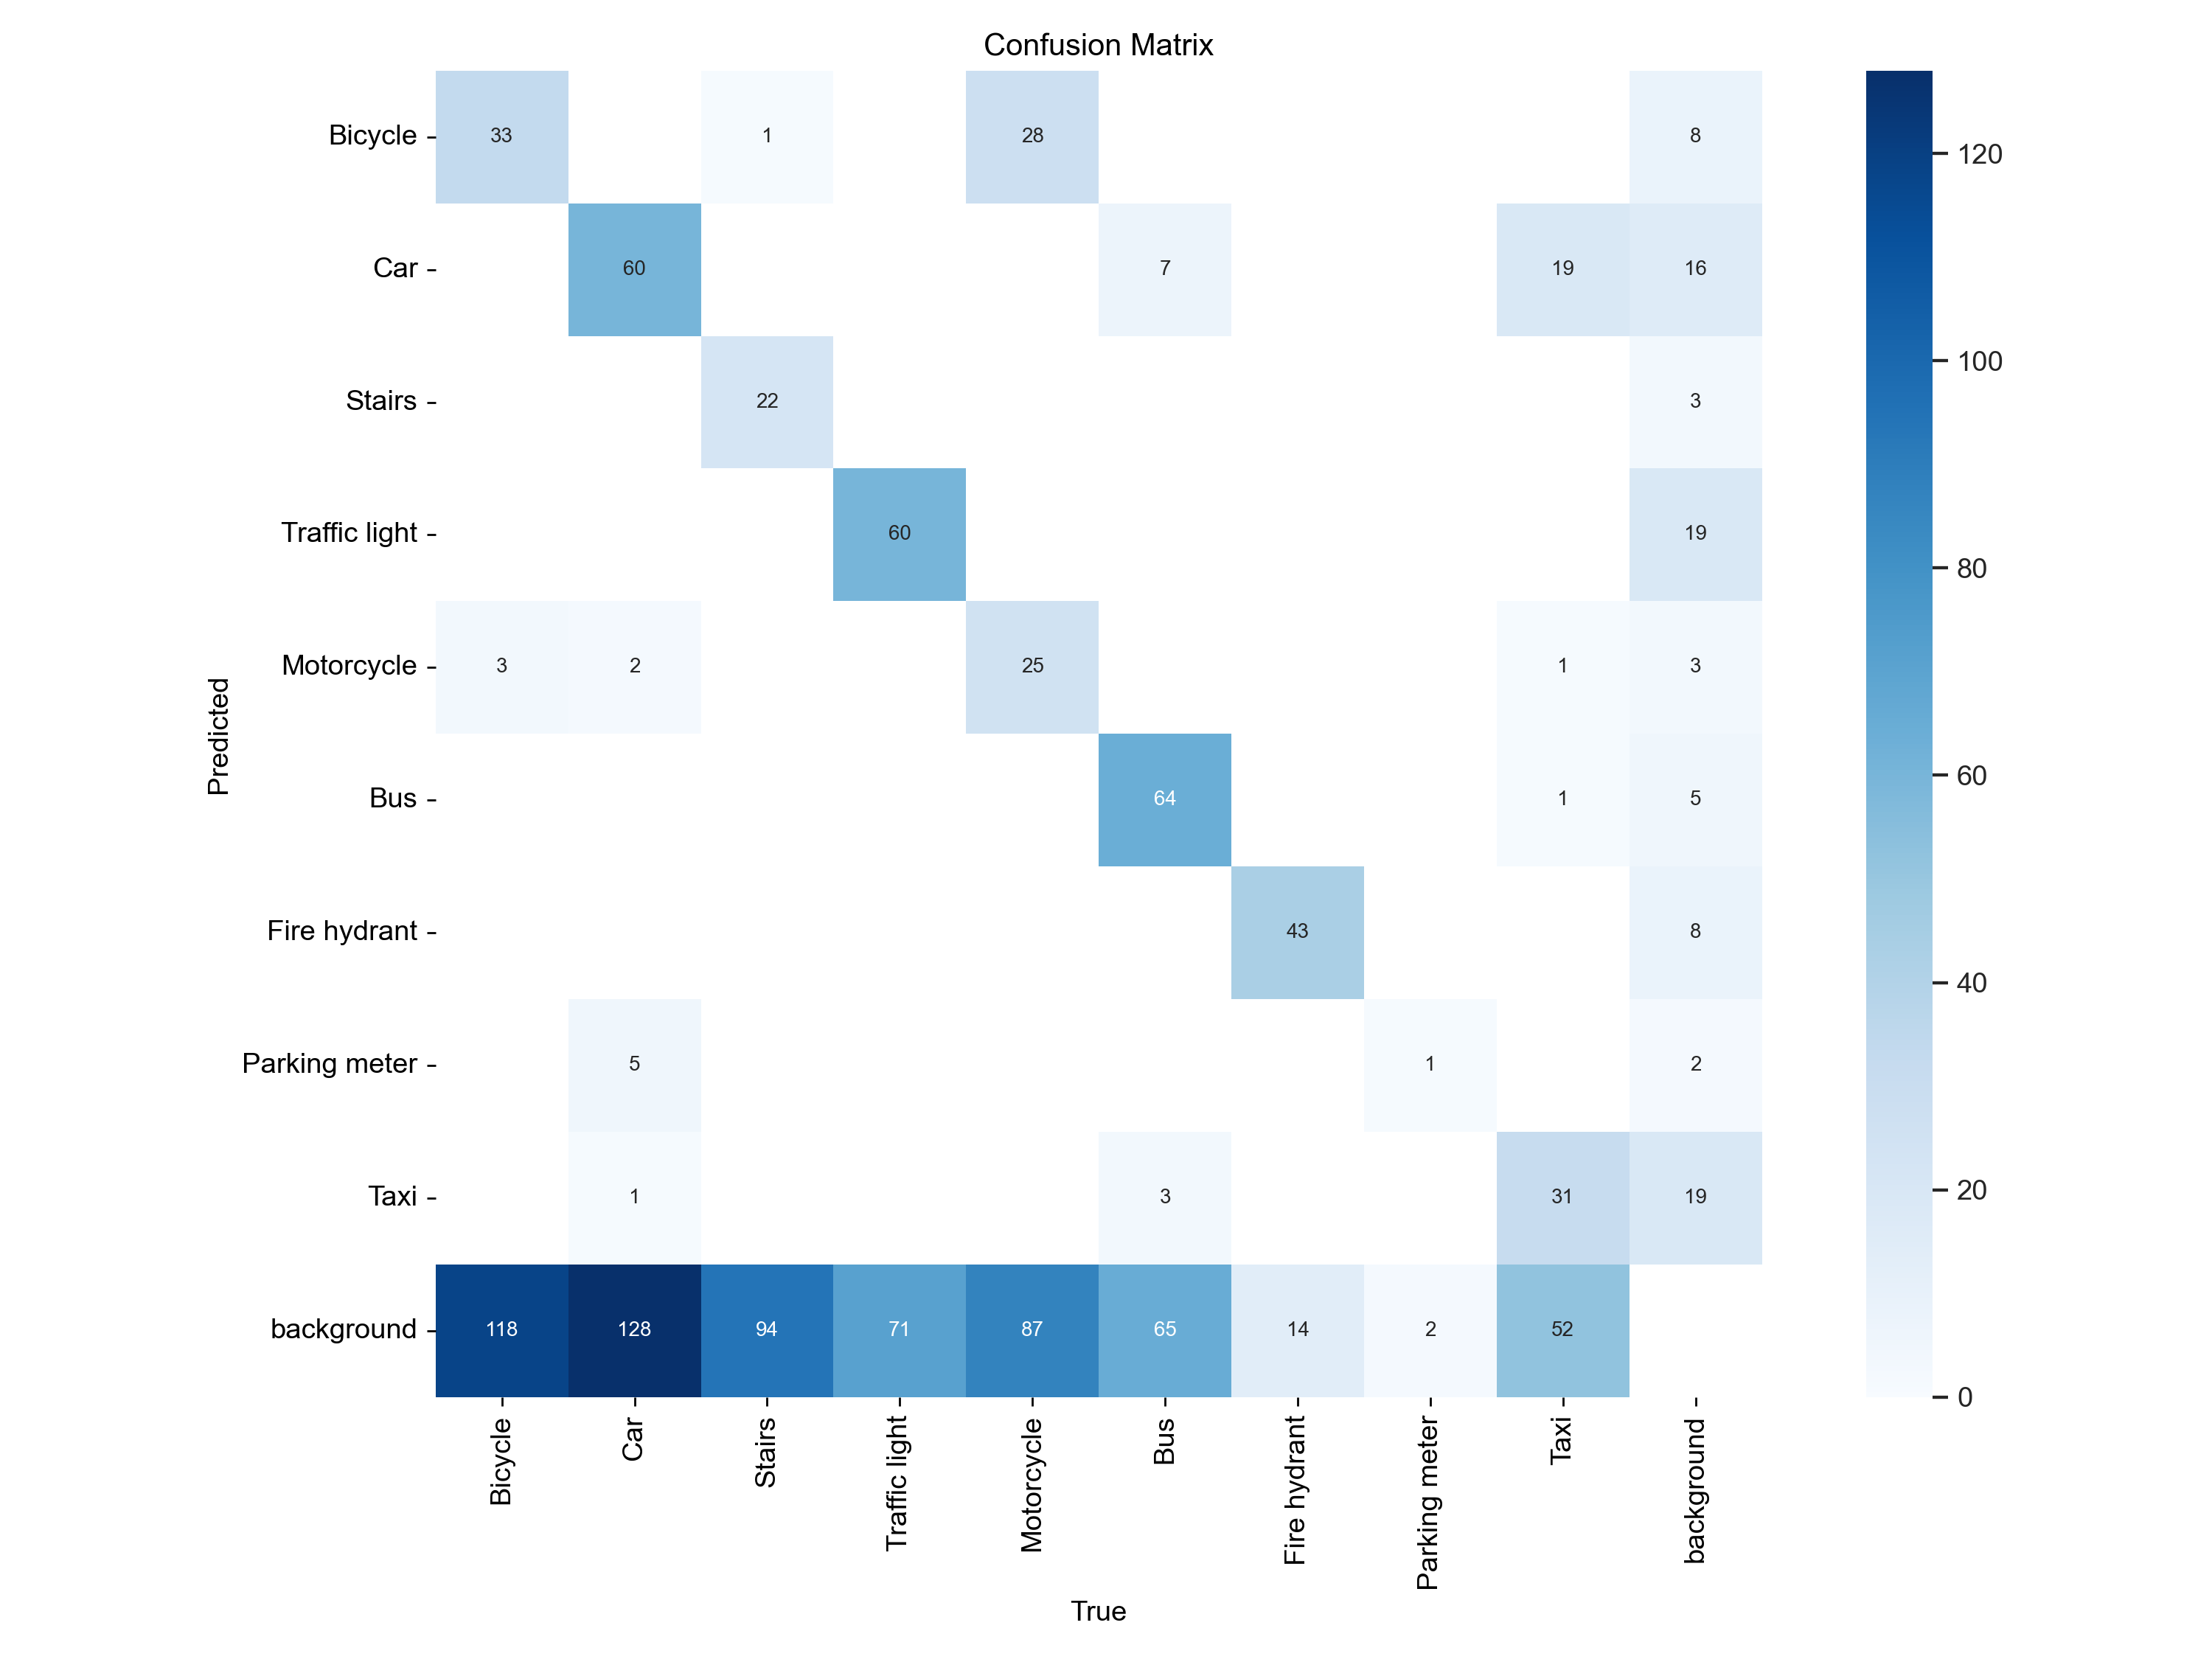 Confusion Matrix
Predicted
Bicycle 33 1 28 8
Car 60 7 19 16
Stairs 22 3
Traffic light 60 19
Motorcycle 3 2 25 1 3
Bus 64 1 5
Fire hydrant 43 8
Parking meter 5 1 2
Taxi 1 3 31 19
background 118 128 94 71 87 65 14 2 52
Bicycle Car Stairs Traffic light Motorcycle Bus Fire hydrant Parking meter Taxi background
True
120
100
80
60
40
20
0